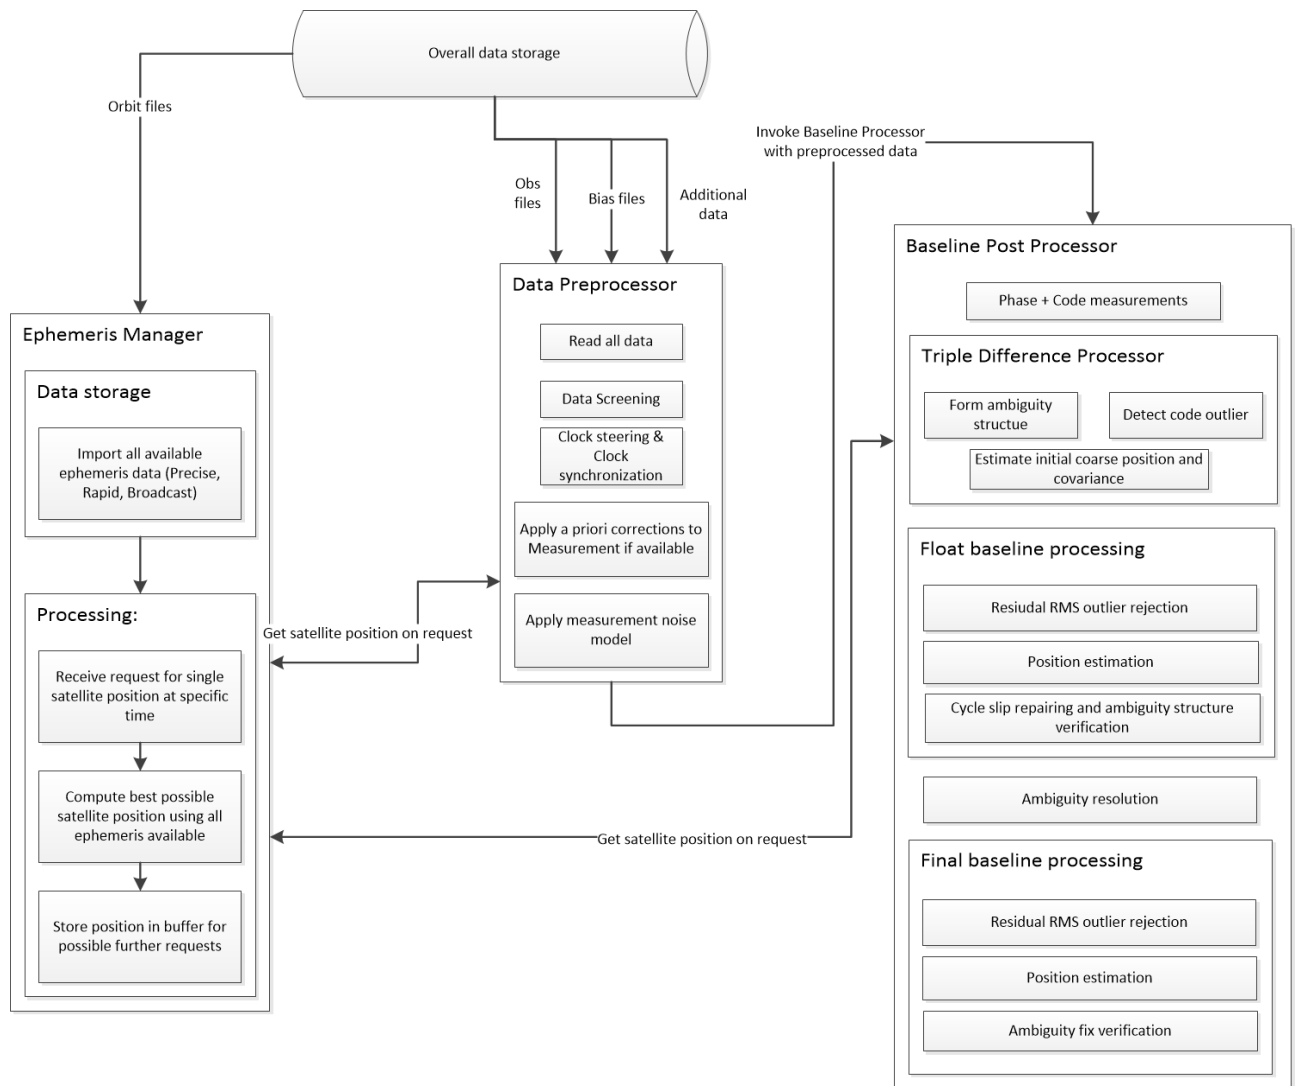 Overall data storage
Orbit files
Obs
files
Bias files
Additional
data
Invoke Baseline Processor
with preprocessed data
Ephemeris Manager
Data storage
Import all available
ephemeris data (Precise,
Rapid, Broadcast)
Processing:
Receive request for single
satellite position at specific
time
Compute best possible
satellite position using all
ephemeris available
Store position in buffer for
possible further requests
Get satellite position on request
Data Preprocessor
Read all data
Data Screening
Clock steering &
Clock
synchronization
Apply a priori corrections to
Measurement if available
Apply measurement noise
model
Get satellite position on request
Baseline Post Processor
Phase + Code measurements
Triple Difference Processor
Form ambiguity
structue
Detect code outlier
Estimate initial coarse position and
covariance
Float baseline processing
Resiudal RMS outlier rejection
Position estimation
Cycle slip repairing and ambiguity structure
verification
Ambiguity resolution
Final baseline processing
Residual RMS outlier rejection
Position estimation
Ambiguity fix verification